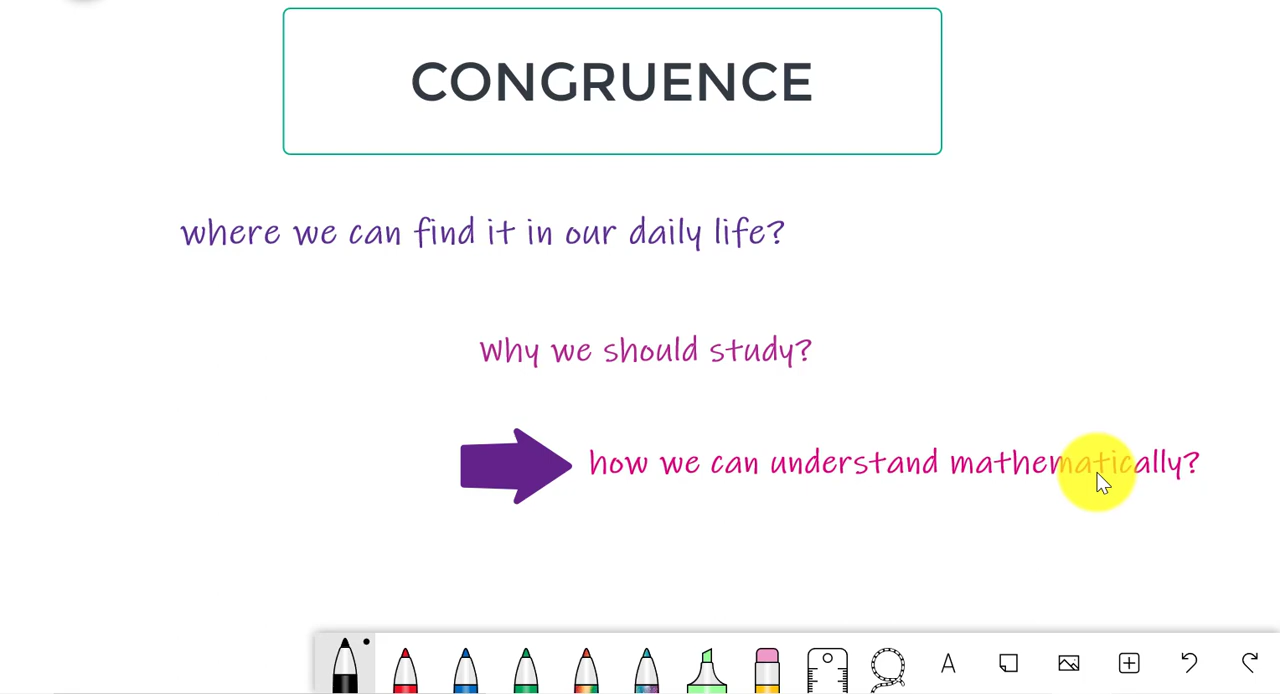 CONGRUENCE
where we can find it in our daily life?
Why we should study?
how we can understand mathematically?
A